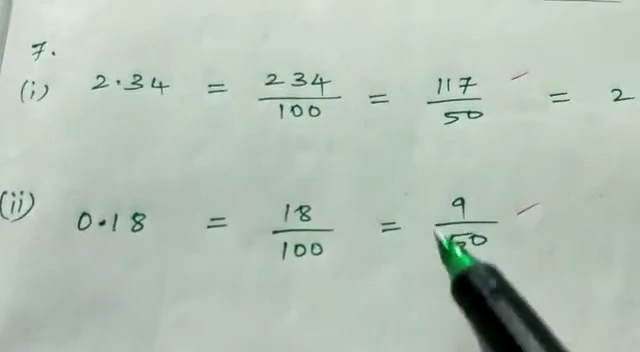 7.
(i) 2.34 = 234/100 = 117/50 = 2
(ii) 0.18 = 18/100 = 9/50